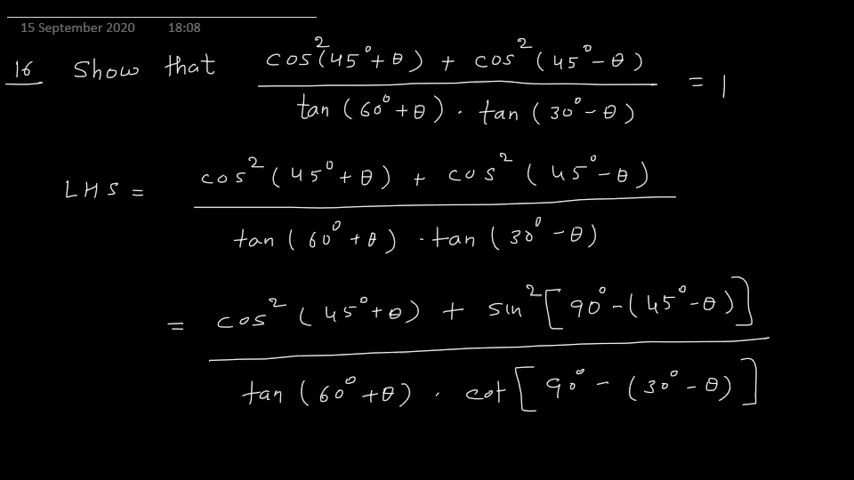 15 September 2020 18:08
16 Show that cos²(45°+θ) + cos²(45°-θ) / tan(60°+θ) · tan(30°-θ) = 1
LHS = cos²(45°+θ) + cos²(45°-θ) / tan(60°+θ) · tan(30°-θ)
= cos²(45°+θ) + sin²[90°-(45°-θ)] / tan(60°+θ) · cot[90°-(30°-θ)]